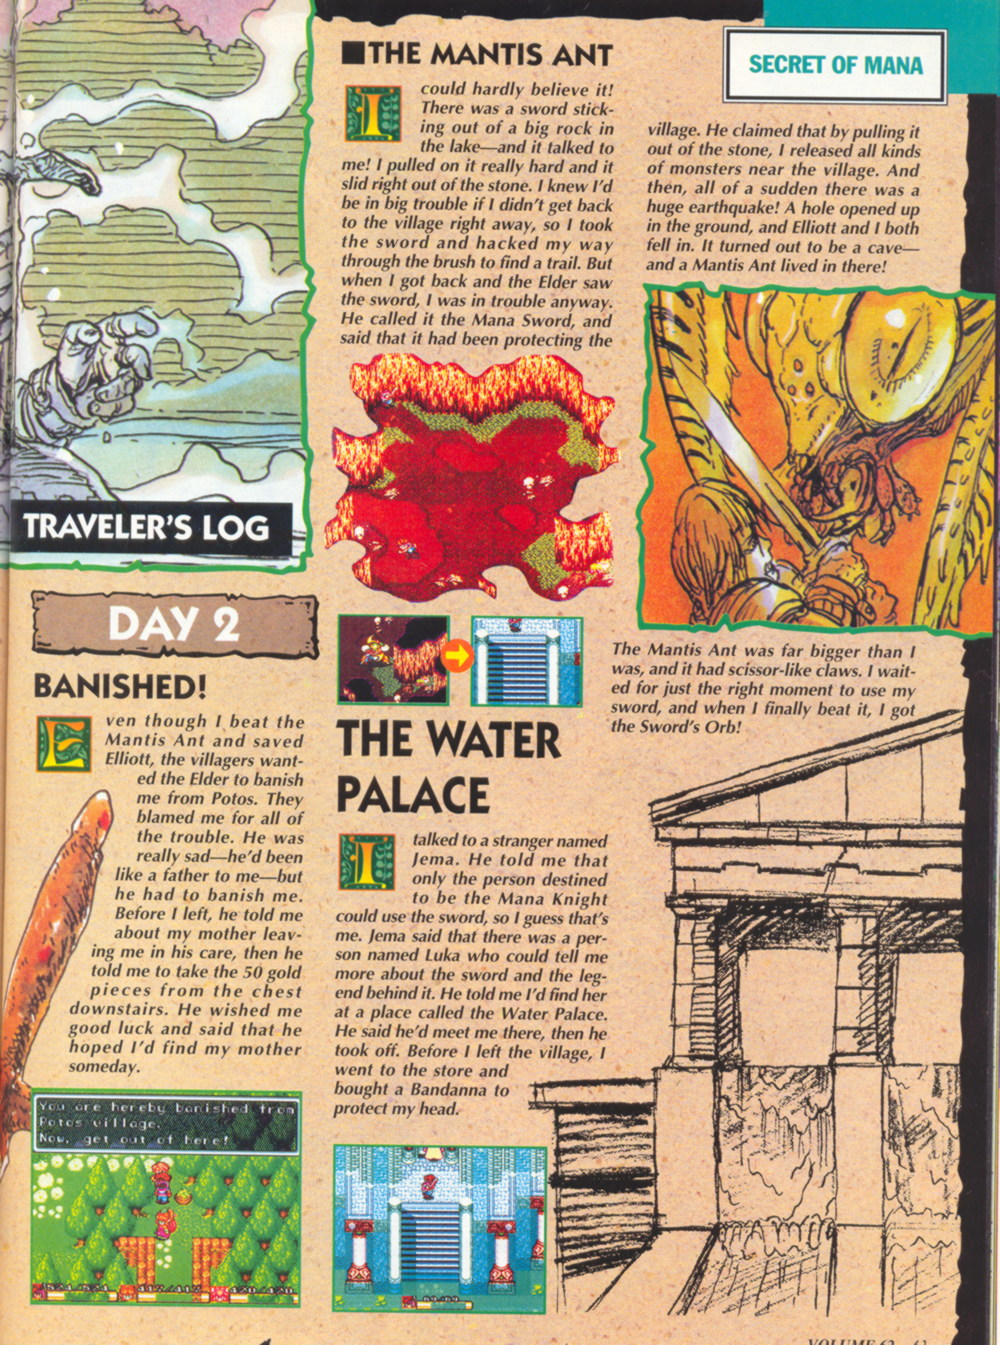 SECRET OF MANA
■THE MANTIS ANT
I could hardly believe it!
There was a sword stick-
ing out of a big rock in
the lake—and it talked to
me! I pulled on it really hard and it
slid right out of the stone. I knew I'd
be in big trouble if I didn't get back
to the village right away, so I took
the sword and hacked my way
through the brush to find a trail. But
when I got back and the Elder saw
the sword, I was in trouble anyway.
He called it the Mana Sword, and
said that it had been protecting the
village. He claimed that by pulling it
out of the stone, I released all kinds
of monsters near the village. And
then, all of a sudden there was a
huge earthquake! A hole opened up
in the ground, and Elliott and I both
fell in. It turned out to be a cave—
and a Mantis Ant lived in there!
The Mantis Ant was far bigger than I
was, and it had scissor-like claws. I wait-
ed for just the right moment to use my
sword, and when I finally beat it, I got
the Sword's Orb!
TRAVELER'S LOG
DAY 2
BANISHED!
Even though I beat the
Mantis Ant and saved
Elliott, the villagers want-
ed the Elder to banish
me from Potos. They
blamed me for all of
the trouble. He was
really sad—he'd been
like a father to me—but
he had to banish me.
Before I left, he told me
about my mother leav-
ing me in his care, then he
told me to take the 50 gold
pieces from the chest
downstairs. He wished me
good luck and said that he
hoped I'd find my mother
someday.
You are hereby banished from
Potos village.
Now, get out of here!
THE WATER
PALACE
I talked to a stranger named
Jema. He told me that
only the person destined
to be the Mana Knight
could use the sword, so I guess that's
me. Jema said that there was a per-
son named Luka who could tell me
more about the sword and the leg-
end behind it. He told me I'd find her
at a place called the Water Palace.
He said he'd meet me there, then he
took off. Before I left the village, I
went to the store and
bought a Bandanna to
protect my head.
VOLUME